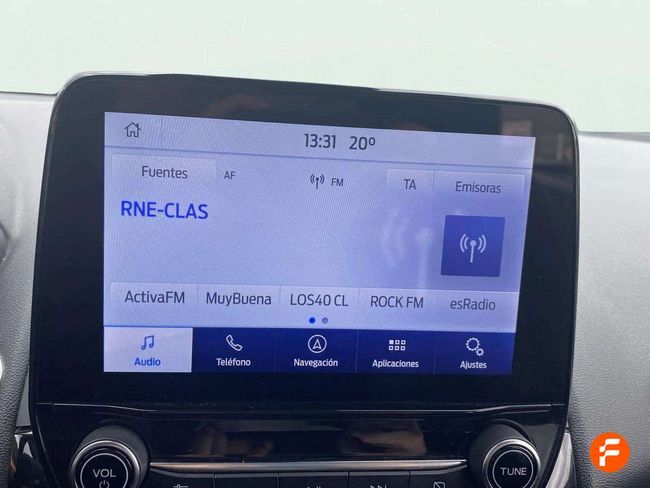 13:31 20º
Fuentes AF FM TA Emisoras
RNE-CLAS
ActivaFM MuyBuena LOS40 CL ROCK FM esRadio
Audio Teléfono Navegación Aplicaciones Ajustes
VOL TUNE